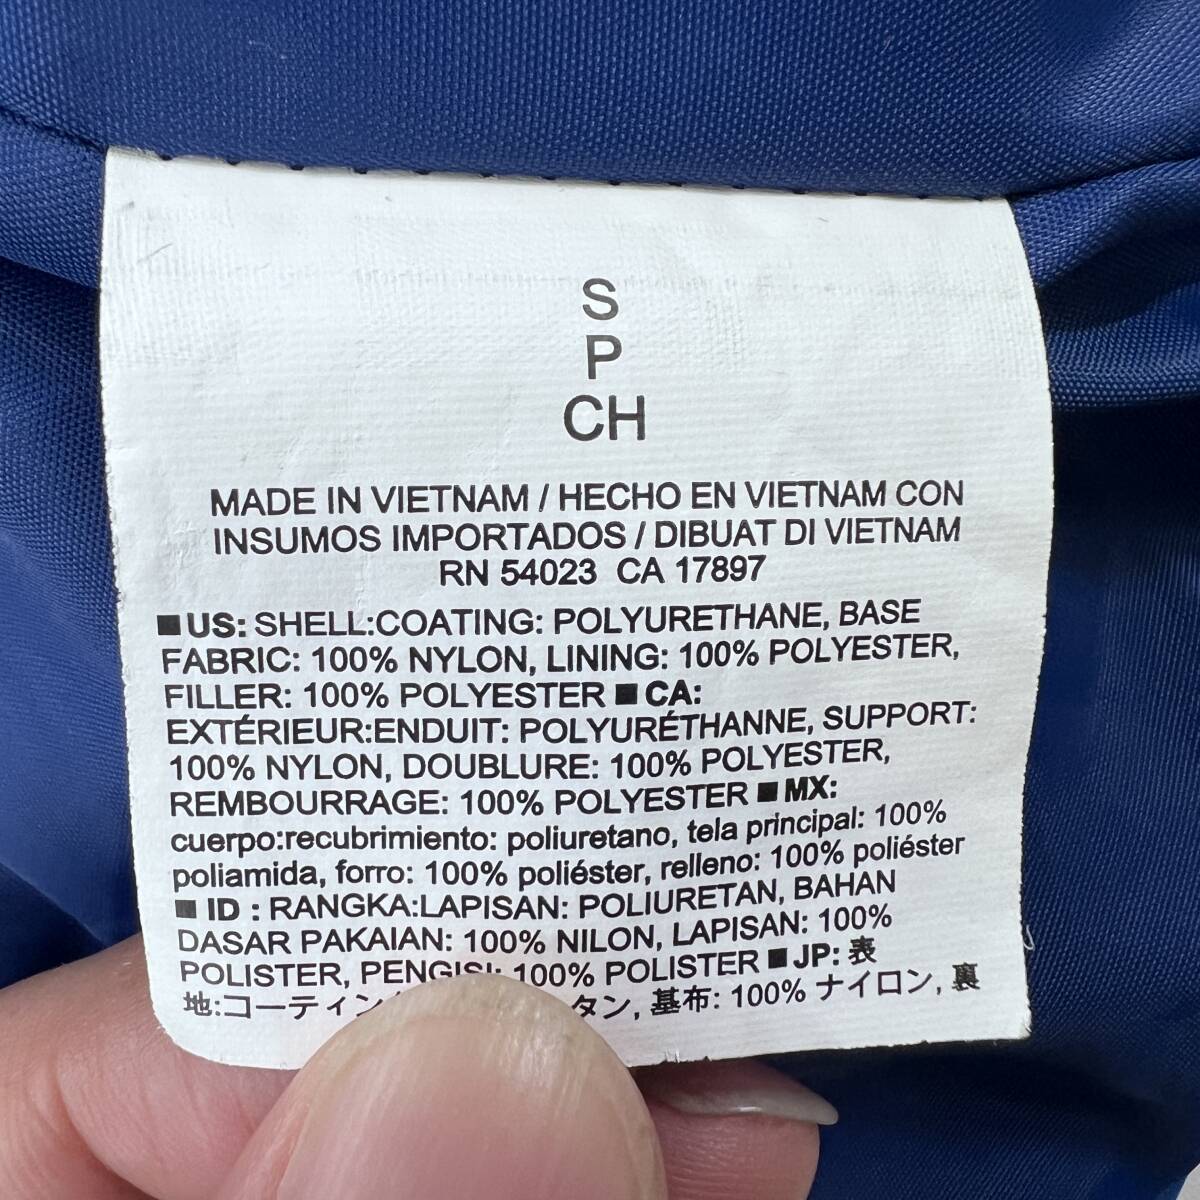 S
P
CH
MADE IN VIETNAM / HECHO EN VIETNAM CON
INSUMOS IMPORTADOS / DIBUAT DI VIETNAM
RN 54023 CA 17897
■US: SHELL:COATING: POLYURETHANE, BASE
FABRIC: 100% NYLON, LINING: 100% POLYESTER,
FILLER: 100% POLYESTER ■CA:
EXTÉRIEUR:ENDUIT: POLYURÉTHANNE, SUPPORT:
100% NYLON, DOUBLURE: 100% POLYESTER,
REMBOURRAGE: 100% POLYESTER ■MX:
cuerpo:recubrimiento: poliuretano, tela principal: 100%
poliamida, forro: 100% poliéster, relleno: 100% poliéster
■ ID : RANGKA:LAPISAN: POLIURETAN, BAHAN
DASAR PAKAIAN: 100% NILON, LAPISAN: 100%
POLISTER, PENGISI: 100% POLISTER ■JP: 表
地:コーティン タン, 基布: 100% ナイロン, 裏